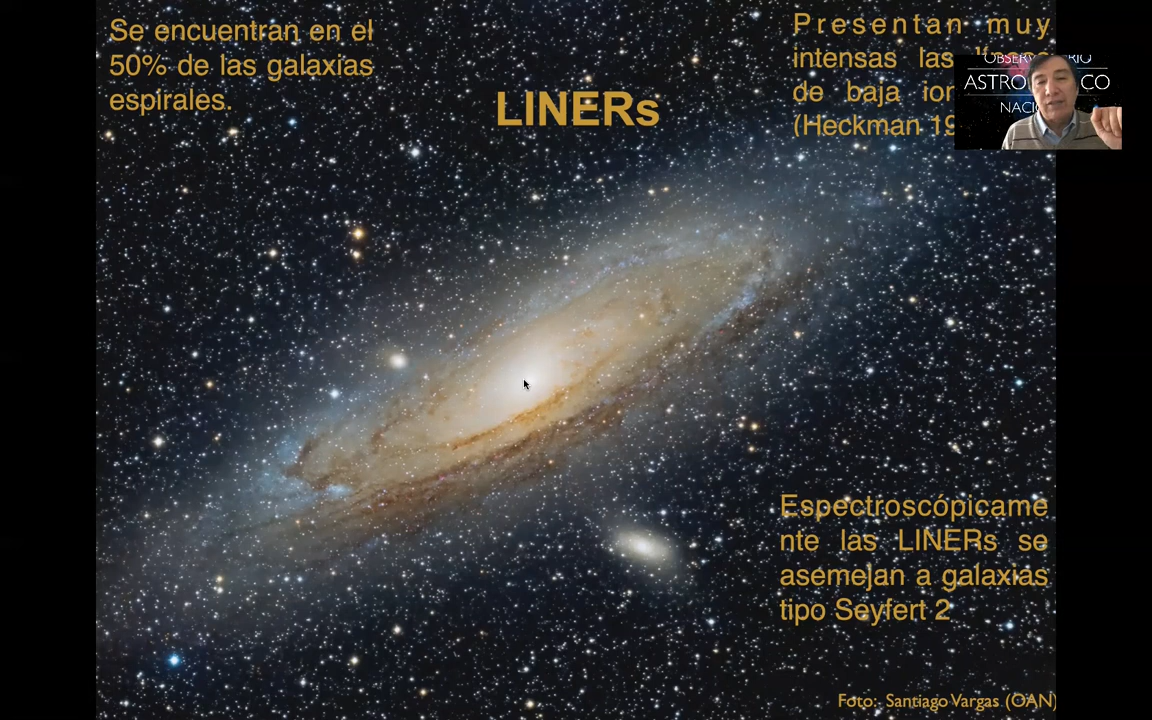 Se encuentran en el
50% de las galaxias
espirales.
LINERs
Presentan muy
intensas las
de baja
(Heckman
Espectroscópicame
nte las LINERs se
asemejan a galaxias
tipo Seyfert 2
Foto: Santiago Vargas (OAN)